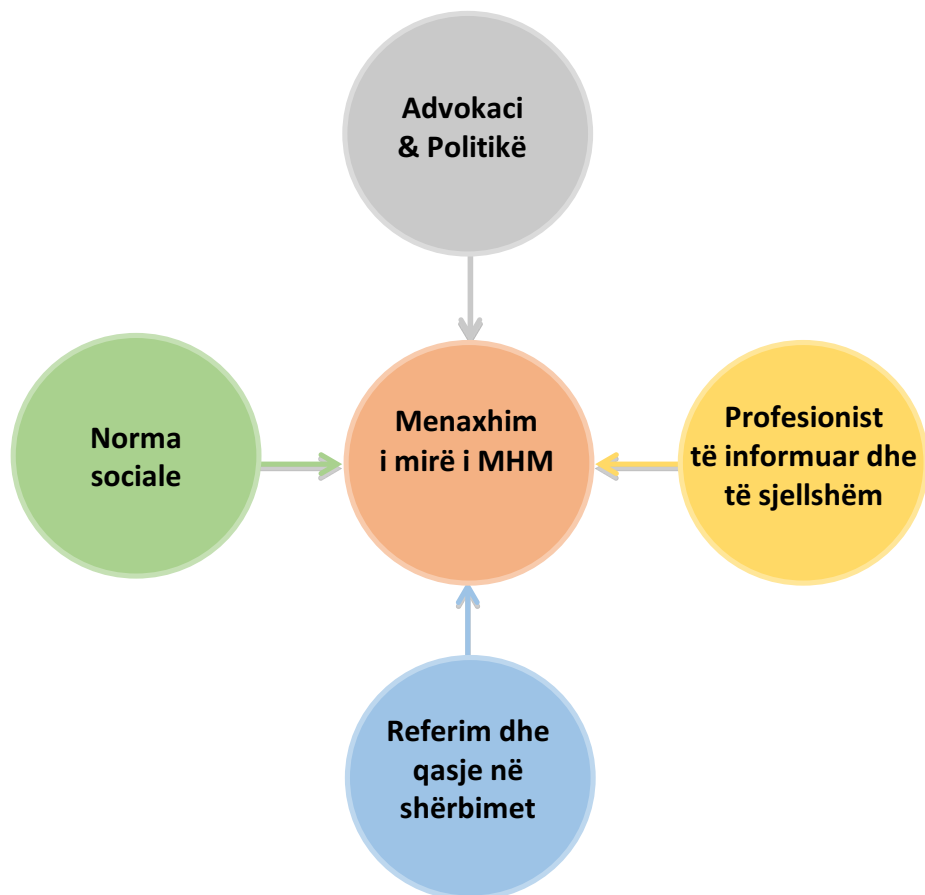 Advokaci
& Politikë
Norma
sociale
Menaxhim
i mirë i MHM
Profesionist
të informuar dhe
të sjellshëm
Referim dhe
qasje në
shërbimet